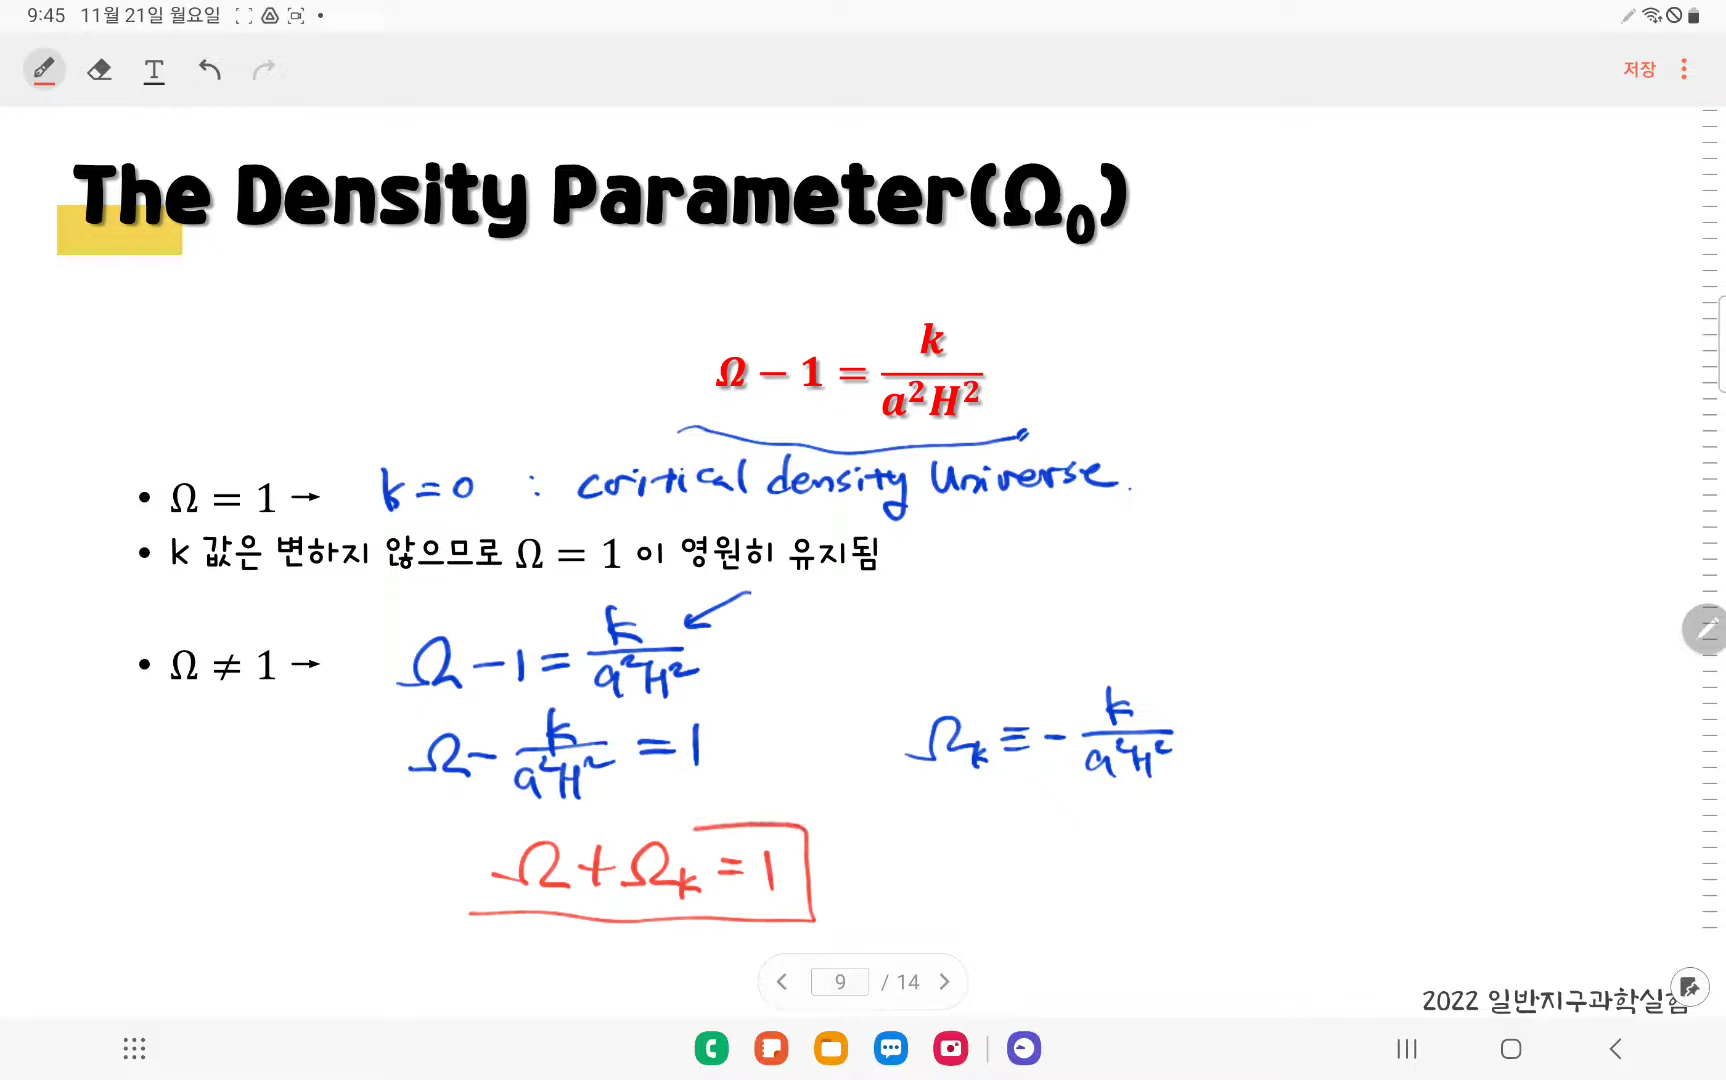 9:45 11월 21일 월요일
T
저장
The Density Parameter(Ω₀)
Ω − 1 = k / a²H²
• Ω = 1 → k = 0 : critical density Universe.
• k 값은 변하지 않으므로 Ω = 1 이 영원히 유지됨
• Ω ≠ 1 → Ω − 1 = k / a²H²
Ω − k / a²H² = 1
Ωₖ ≡ − k / a²H²
Ω + Ωₖ = 1
9 / 14
2022 일반지구과학실험